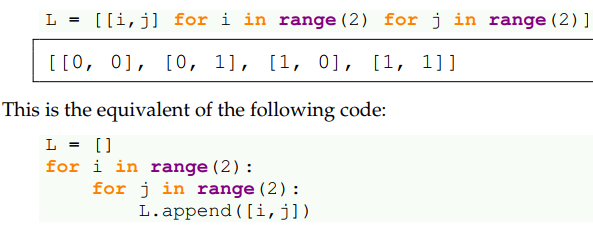 L = [[i,j] for i in range(2) for j in range(2)]
[[0, 0], [0, 1], [1, 0], [1, 1]]
This is the equivalent of the following code:
L = []
for i in range(2):
    for j in range(2):
        L.append([i,j])